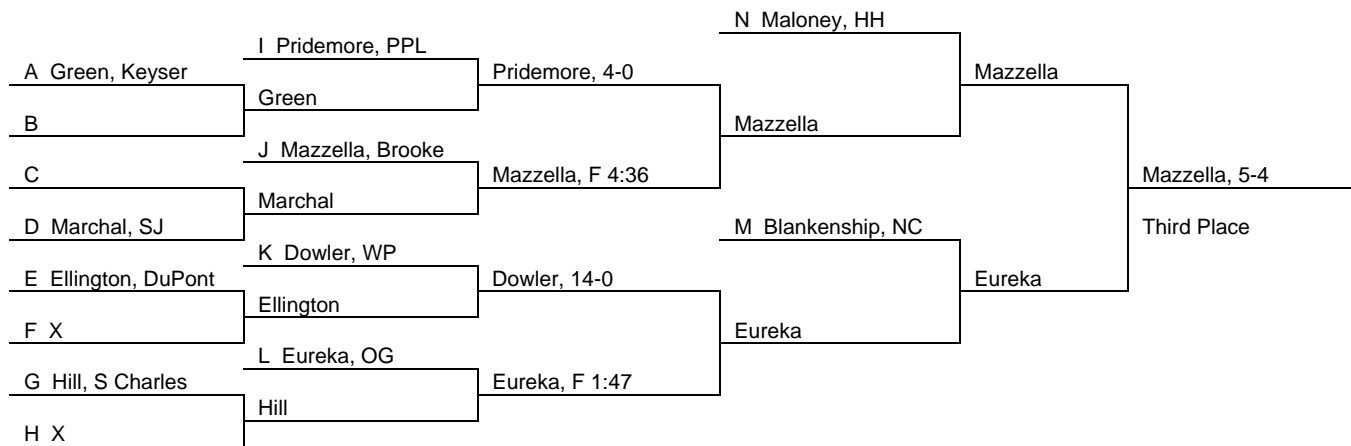 N Maloney, HH
I Pridemore, PPL
A Green, Keyser
Pridemore, 4-0
Mazzella
Green
B
Mazzella
J Mazzella, Brooke
C
Mazzella, F 4:36
Mazzella, 5-4
Marchal
D Marchal, SJ
M Blankenship, NC
Third Place
K Dowler, WP
E Ellington, DuPont
Dowler, 14-0
Eureka
Ellington
F X
Eureka
L Eureka, OG
G Hill, S Charles
Eureka, F 1:47
Hill
H X